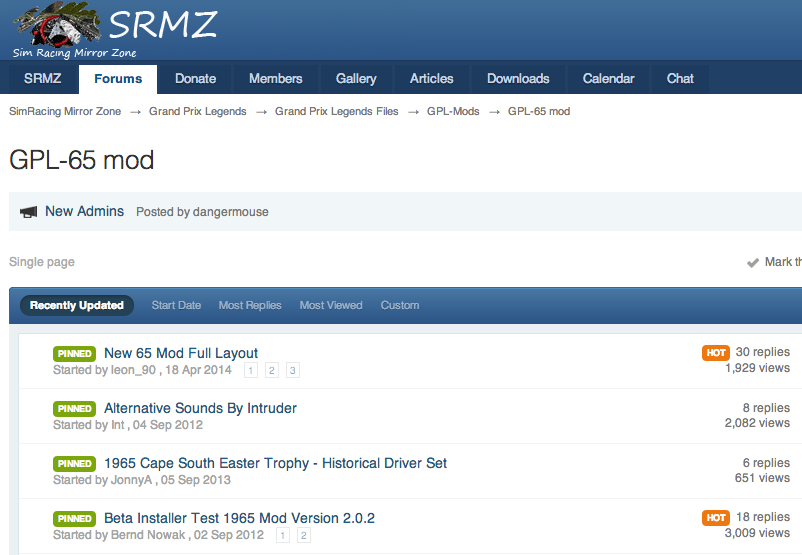 SRMZ
Sim Racing Mirror Zone
SRMZ Forums Donate Members Gallery Articles Downloads Calendar Chat
SimRacing Mirror Zone → Grand Prix Legends → Grand Prix Legends Files → GPL-Mods → GPL-65 mod
GPL-65 mod
New Admins Posted by dangermouse
Single page Mark th
Recently Updated Start Date Most Replies Most Viewed Custom
PINNED New 65 Mod Full Layout HOT 30 replies
Started by leon_90 , 18 Apr 2014 1 2 3 1,929 views
PINNED Alternative Sounds By Intruder 8 replies
Started by Int , 04 Sep 2012 2,082 views
PINNED 1965 Cape South Easter Trophy - Historical Driver Set 6 replies
Started by JonnyA , 05 Sep 2013 651 views
PINNED Beta Installer Test 1965 Mod Version 2.0.2 HOT 18 replies
Started by Bernd Nowak , 02 Sep 2012 1 2 3,009 views